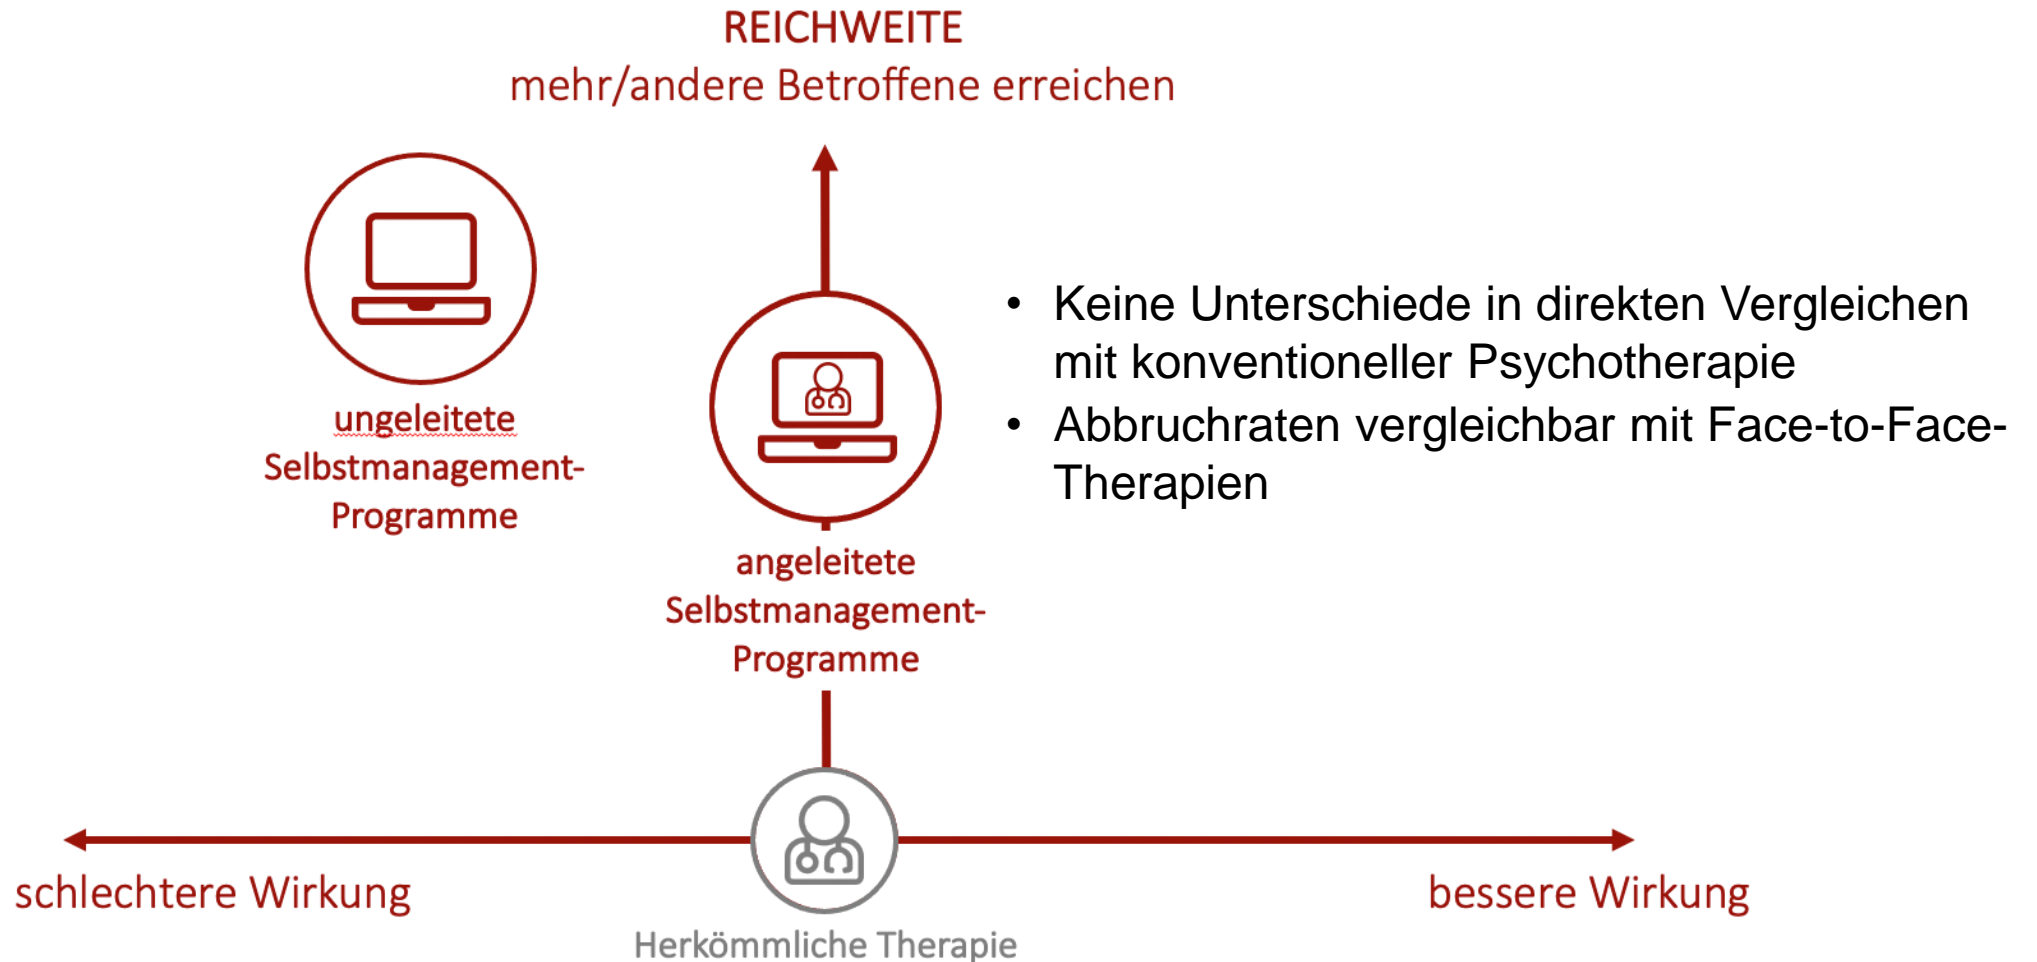 REICHWEITE
mehr/andere Betroffene erreichen
ungeleitete
Selbstmanagement-
Programme
• Keine Unterschiede in direkten Vergleichen
mit konventioneller Psychotherapie
• Abbruchraten vergleichbar mit Face-to-Face-
Therapien
angeleitete
Selbstmanagement-
Programme
schlechtere Wirkung
bessere Wirkung
Herkömmliche Therapie